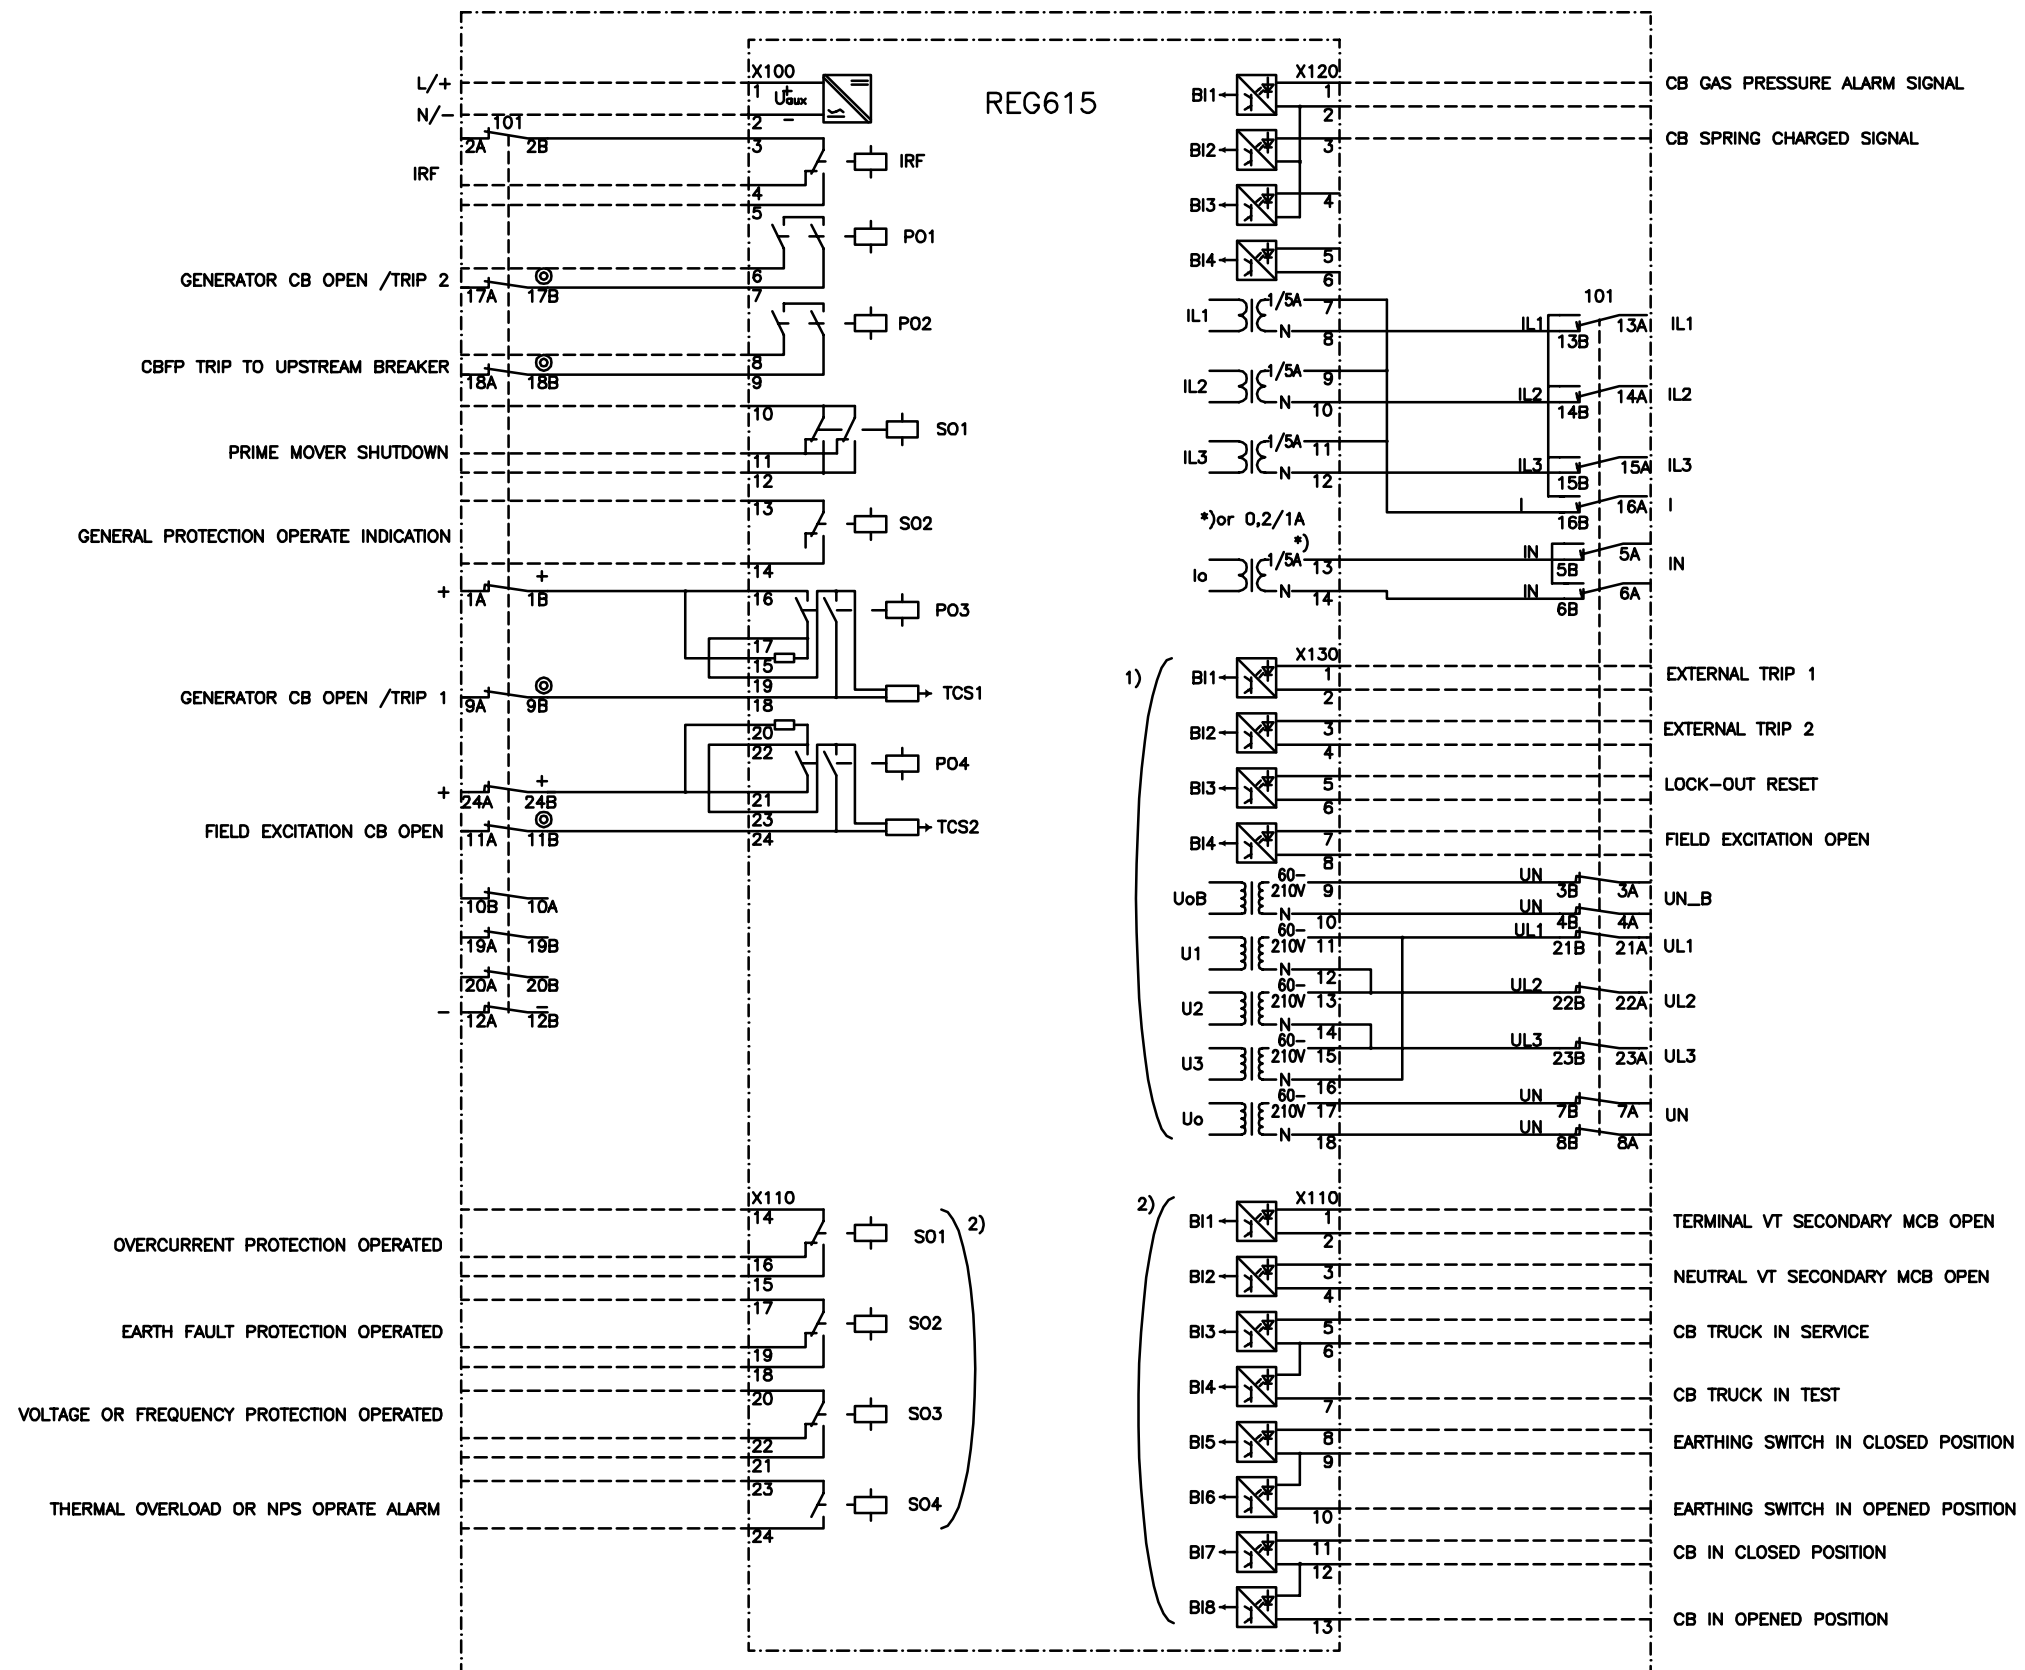 REG615
L/+
N/-
101
X100
1
+
Uaux
2
-
2A
2B
3
IRF
4
5
IRF
PO1
GENERATOR CB OPEN /TRIP 2
17A
17B
6
7
PO2
CBFP TRIP TO UPSTREAM BREAKER
18A
18B
8
9
10
SO1
PRIME MOVER SHUTDOWN
11
12
13
SO2
GENERAL PROTECTION OPERATE INDICATION
14
+
1A
+
1B
16
PO3
17
15
19
GENERATOR CB OPEN /TRIP 1
9A
9B
18
TCS1
20
22
PO4
+
24A
+
24B
21
23
FIELD EXCITATION CB OPEN
11A
11B
24
TCS2
10B
10A
19A
19B
20A
20B
-
12A
-
12B
X110
14
SO1
2)
OVERCURRENT PROTECTION OPERATED
16
15
17
SO2
EARTH FAULT PROTECTION OPERATED
19
18
20
SO3
VOLTAGE OR FREQUENCY PROTECTION OPERATED
22
21
23
SO4
THERMAL OVERLOAD OR NPS OPRATE ALARM
24
X120
BI1
1
2
CB GAS PRESSURE ALARM SIGNAL
BI2
3
CB SPRING CHARGED SIGNAL
BI3
4
BI4
5
6
101
IL1
1/5A
7
N
8
IL1
13B
13A
IL1
IL2
1/5A
9
N
10
IL2
14B
14A
IL2
IL3
1/5A
11
N
12
IL3
15B
15A
IL3
I
16B
16A
I
*)or 0,2/1A
*)
Io
1/5A
13
N
14
IN
5B
5A
IN
IN
6B
6A
1)
X130
BI1
1
2
EXTERNAL TRIP 1
BI2
3
4
EXTERNAL TRIP 2
BI3
5
6
LOCK-OUT RESET
BI4
7
8
FIELD EXCITATION OPEN
UoB
60-
210V
9
N
10
UN
3B
3A
UN_B
UN
4B
4A
U1
60-
210V
11
N
12
UL1
21B
21A
UL1
U2
60-
210V
13
N
14
UL2
22B
22A
UL2
U3
60-
210V
15
N
16
UL3
23B
23A
UL3
Uo
60-
210V
17
N
18
UN
7B
7A
UN
UN
8B
8A
2)
X110
BI1
1
2
TERMINAL VT SECONDARY MCB OPEN
BI2
3
4
NEUTRAL VT SECONDARY MCB OPEN
BI3
5
6
CB TRUCK IN SERVICE
BI4
7
CB TRUCK IN TEST
BI5
8
9
EARTHING SWITCH IN CLOSED POSITION
BI6
10
EARTHING SWITCH IN OPENED POSITION
BI7
11
12
CB IN CLOSED POSITION
BI8
13
CB IN OPENED POSITION